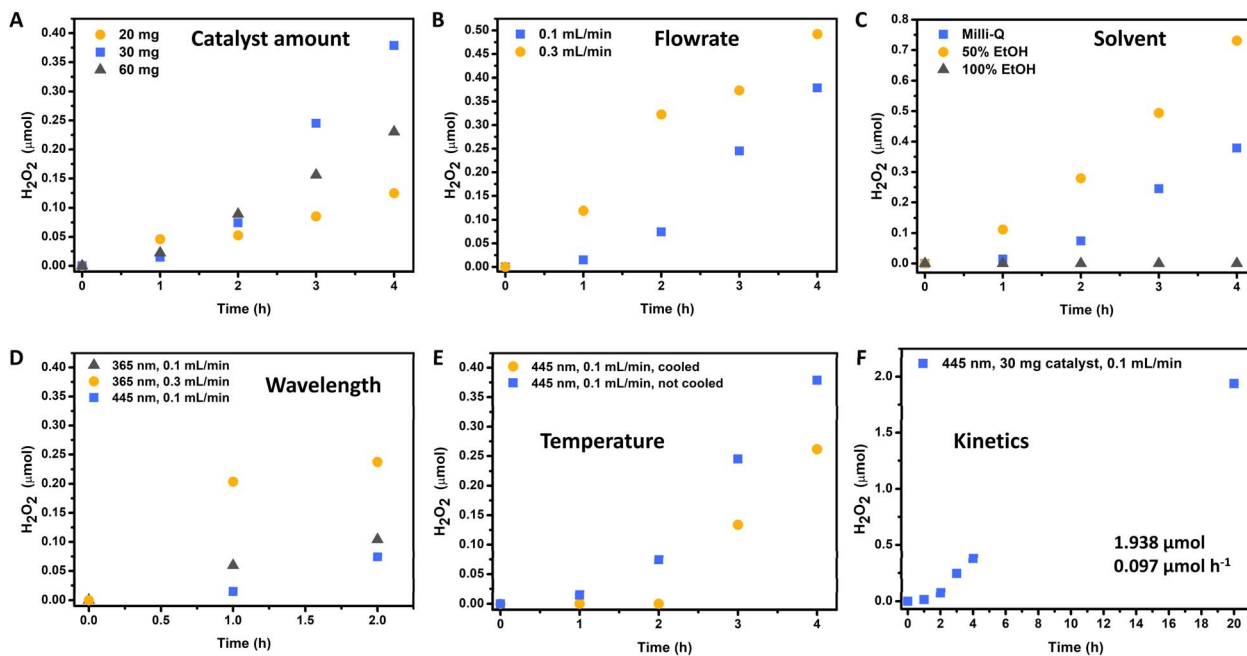 A
20 mg
30 mg
60 mg
Catalyst amount
0.40
0.35
0.30
0.25
0.20
0.15
0.10
0.05
0.00
H₂O₂ (μmol)
0 1 2 3 4
Time (h)
B
0.1 mL/min
0.3 mL/min
Flowrate
0.50
0.45
0.40
0.35
0.30
0.25
0.20
0.15
0.10
0.05
0.00
H₂O₂ (μmol)
0 1 2 3 4
Time (h)
C
Milli-Q
50% EtOH
100% EtOH
Solvent
0.8
0.7
0.6
0.5
0.4
0.3
0.2
0.1
0.0
H₂O₂ (μmol)
0 1 2 3 4
Time (h)
D
365 nm, 0.1 mL/min
365 nm, 0.3 mL/min
445 nm, 0.1 mL/min
Wavelength
0.40
0.35
0.30
0.25
0.20
0.15
0.10
0.05
0.00
H₂O₂ (μmol)
0.0 0.5 1.0 1.5 2.0
Time (h)
E
445 nm, 0.1 mL/min, cooled
445 nm, 0.1 mL/min, not cooled
Temperature
0.40
0.35
0.30
0.25
0.20
0.15
0.10
0.05
0.00
H₂O₂ (μmol)
0 1 2 3 4
Time (h)
F
445 nm, 30 mg catalyst, 0.1 mL/min
Kinetics
2.0
1.5
1.0
0.5
0.0
H₂O₂ (μmol)
1.938 μmol
0.097 μmol h⁻¹
0 2 4 6 8 10 12 14 16 18 20
Time (h)